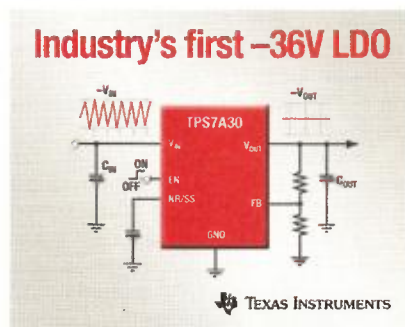 Industry's first –36V LDO
–VIN
–VOUT
TPS7A30
VIN
VOUT
CIN
ON
OFF
EN
NR/SS
FB
COUT
GND
TEXAS INSTRUMENTS